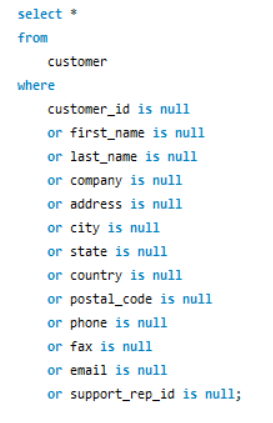 select *
from
    customer
where
    customer_id is null
    or first_name is null
    or last_name is null
    or company is null
    or address is null
    or city is null
    or state is null
    or country is null
    or postal_code is null
    or phone is null
    or fax is null
    or email is null
    or support_rep_id is null;